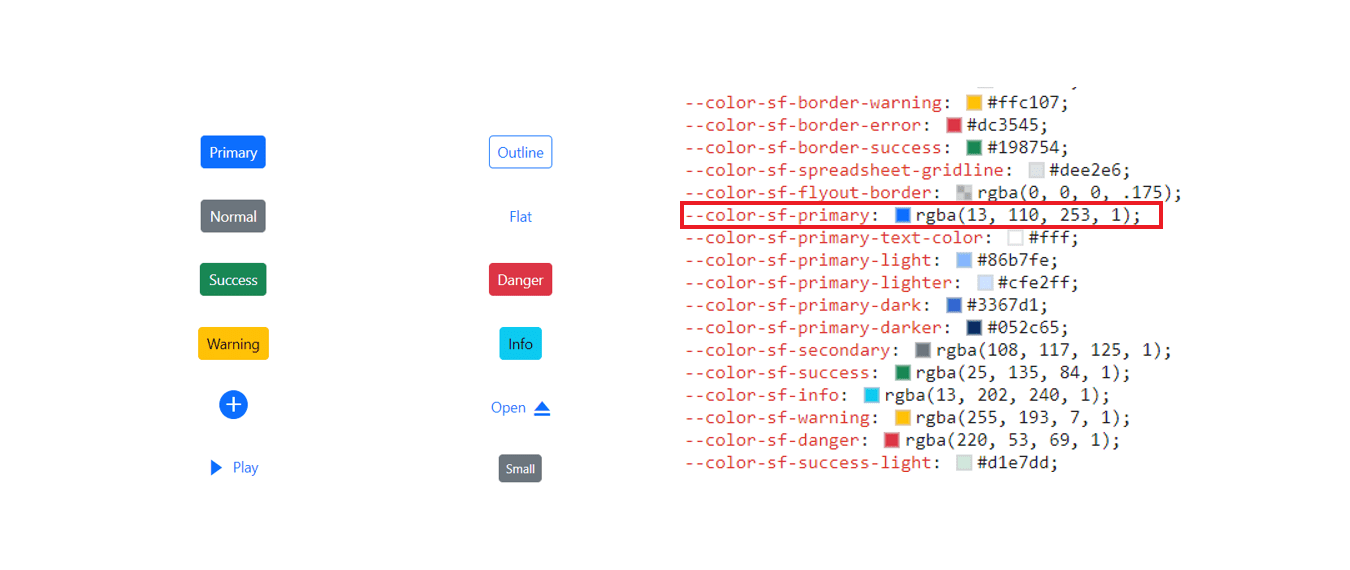 Primary
Outline
Normal
Flat
Success
Danger
Warning
Info
Open
Play
Small
--color-sf-border-warning: #ffc107;
--color-sf-border-error: #dc3545;
--color-sf-border-success: #198754;
--color-sf-spreadsheet-gridline: #dee2e6;
--color-sf-flyout-border: rgba(0, 0, 0, .175);
--color-sf-primary: rgba(13, 110, 253, 1);
--color-sf-primary-text-color: #fff;
--color-sf-primary-light: #86b7fe;
--color-sf-primary-lighter: #cfe2ff;
--color-sf-primary-dark: #3367d1;
--color-sf-primary-darker: #052c65;
--color-sf-secondary: rgba(108, 117, 125, 1);
--color-sf-success: rgba(25, 135, 84, 1);
--color-sf-info: rgba(13, 202, 240, 1);
--color-sf-warning: rgba(255, 193, 7, 1);
--color-sf-danger: rgba(220, 53, 69, 1);
--color-sf-success-light: #d1e7dd;